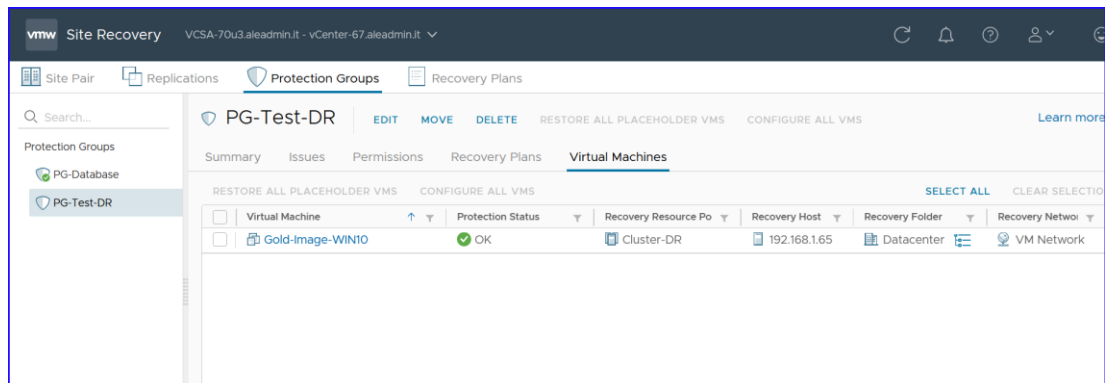 vmw Site Recovery VCSA-70u3.aleadmin.it - vCenter-67.aleadmin.it
Site Pair Replications Protection Groups Recovery Plans
Search...
Protection Groups
PG-Database
PG-Test-DR
PG-Test-DR EDIT MOVE DELETE RESTORE ALL PLACEHOLDER VMS CONFIGURE ALL VMS Learn more
Summary Issues Permissions Recovery Plans Virtual Machines
RESTORE ALL PLACEHOLDER VMS CONFIGURE ALL VMS SELECT ALL CLEAR SELECTIO
Virtual Machine Protection Status Recovery Resource Po Recovery Host Recovery Folder Recovery Networ
Gold-Image-WIN10 OK Cluster-DR 192.168.1.65 Datacenter VM Network